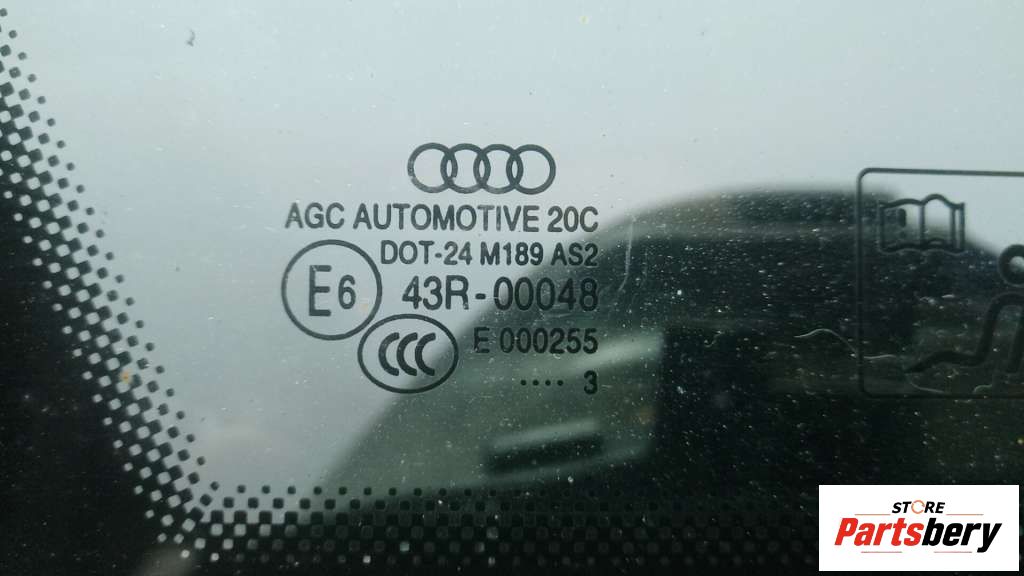 AGC AUTOMOTIVE 20C
DOT-24 M189 AS2
E6 43R-00048
CCC E 000255
.... 3
STORE
Partsbery